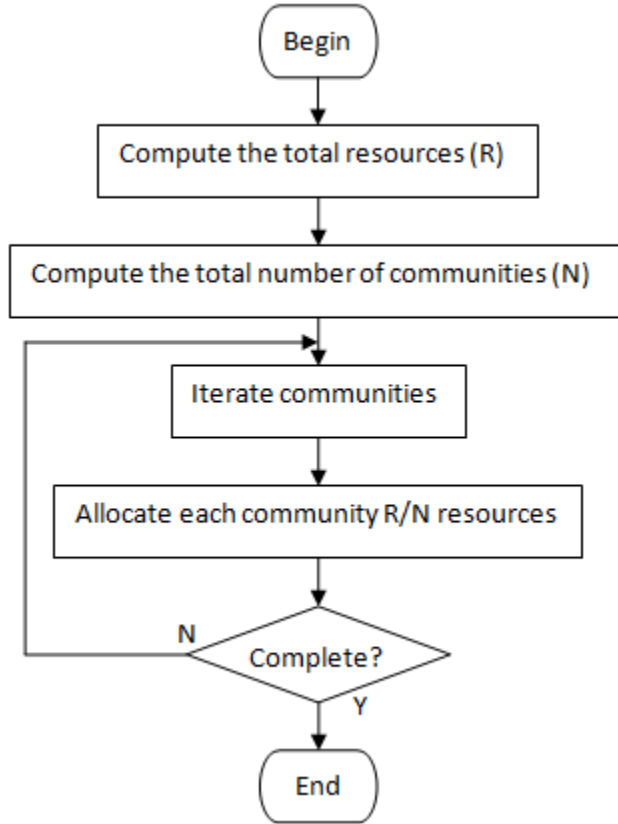 Begin
Compute the total resources (R)
Compute the total number of communities (N)
Iterate communities
Allocate each community R/N resources
N
Complete?
Y
End